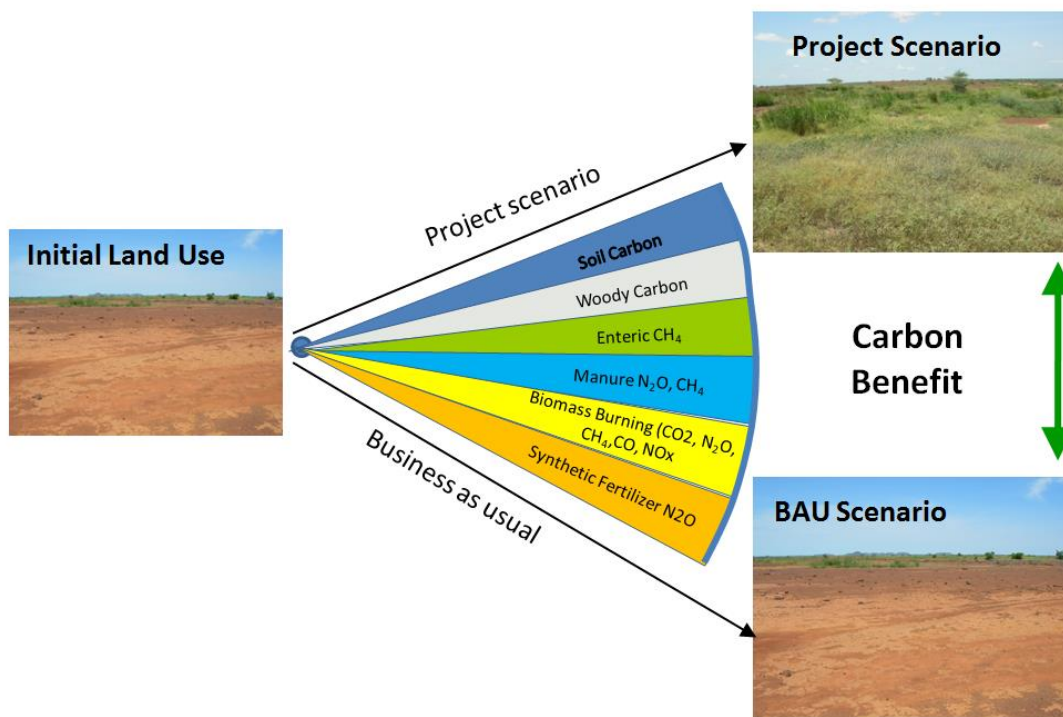 Project Scenario
Initial Land Use
Project scenario
Soil Carbon
Woody Carbon
Enteric CH₄
Manure N₂O, CH₄
Biomass Burning (CO2, N₂O,
CH₄,CO, NOx
Synthetic Fertilizer N2O
Business as usual
Carbon
Benefit
BAU Scenario